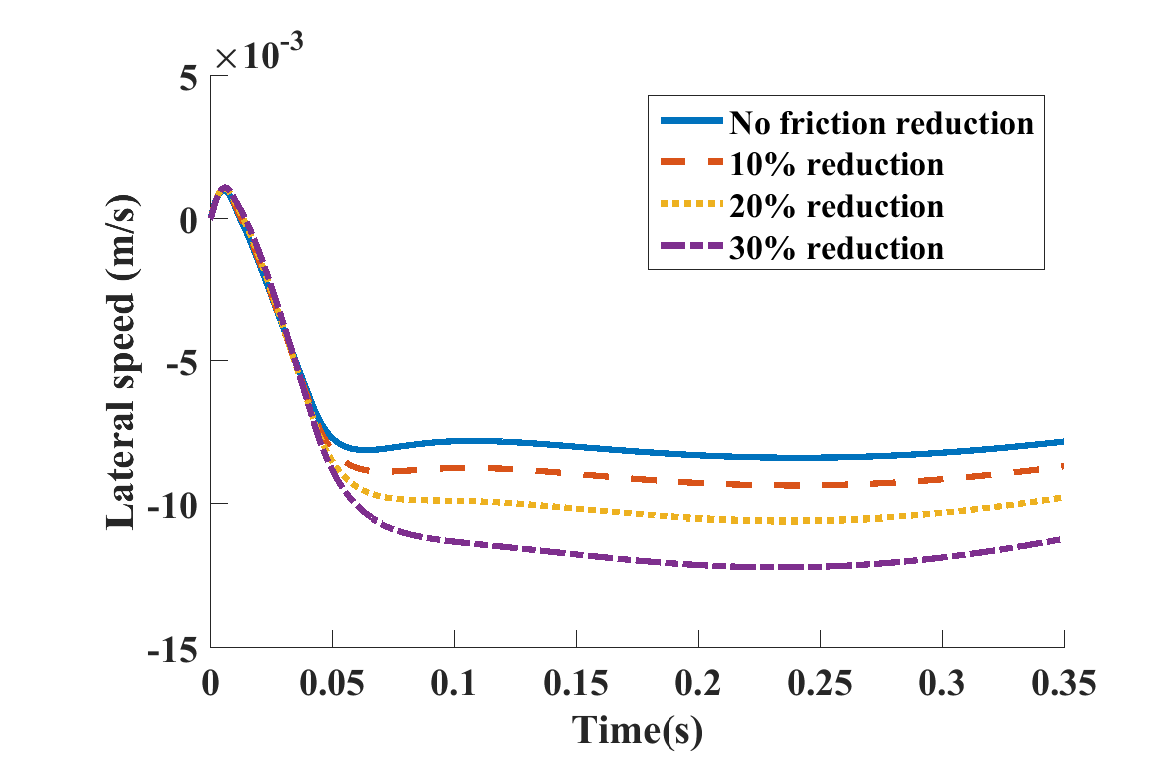 ×10-3
5
0
-5
-10
-15
Lateral speed (m/s)
No friction reduction
10% reduction
20% reduction
30% reduction
0 0.05 0.1 0.15 0.2 0.25 0.3 0.35
Time(s)